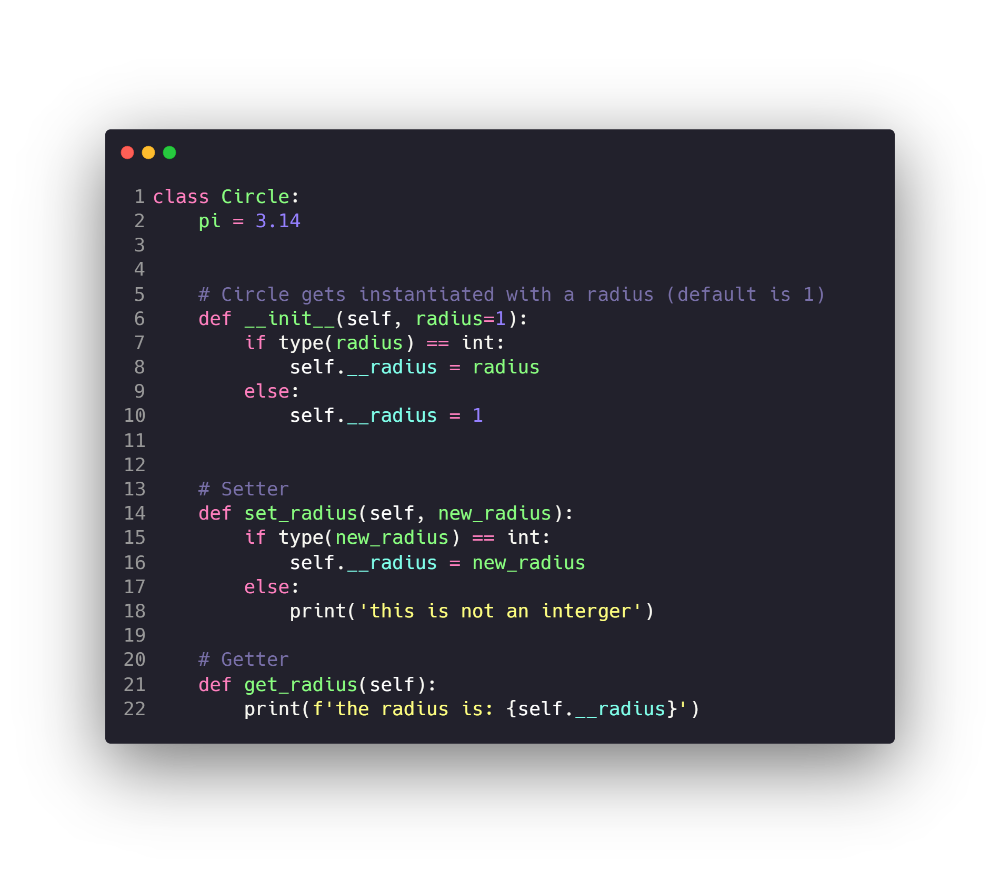 1 class Circle:
2     pi = 3.14
3
4
5     # Circle gets instantiated with a radius (default is 1)
6     def __init__(self, radius=1):
7         if type(radius) == int:
8             self.__radius = radius
9         else:
10             self.__radius = 1
11
12
13     # Setter
14     def set_radius(self, new_radius):
15         if type(new_radius) == int:
16             self.__radius = new_radius
17         else:
18             print('this is not an interger')
19
20     # Getter
21     def get_radius(self):
22         print(f'the radius is: {self.__radius}')